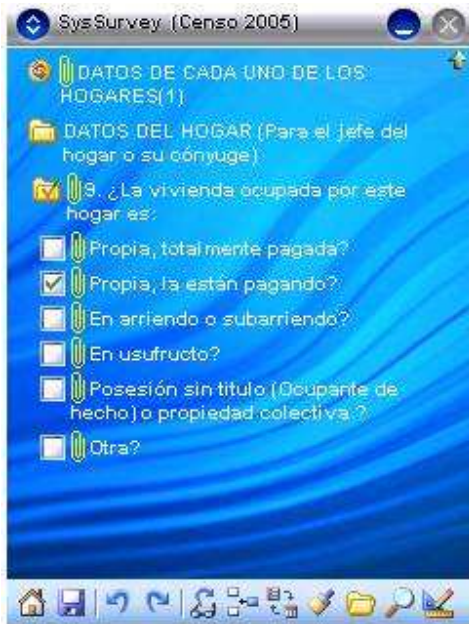 SysSurvey (Censo 2005)
DATOS DE CADA UNO DE LOS
HOGARES(1)
DATOS DEL HOGAR (Para el jefe del
hogar o su cónyuge)
9. ¿La vivienda ocupada por este
hogar es:
Propia, totalmente pagada?
Propia, la están pagando?
En arriendo o subarriendo?
En usufructo?
Posesión sin titulo (Ocupante de
hecho) o propiedad colectiva ?
Otra?